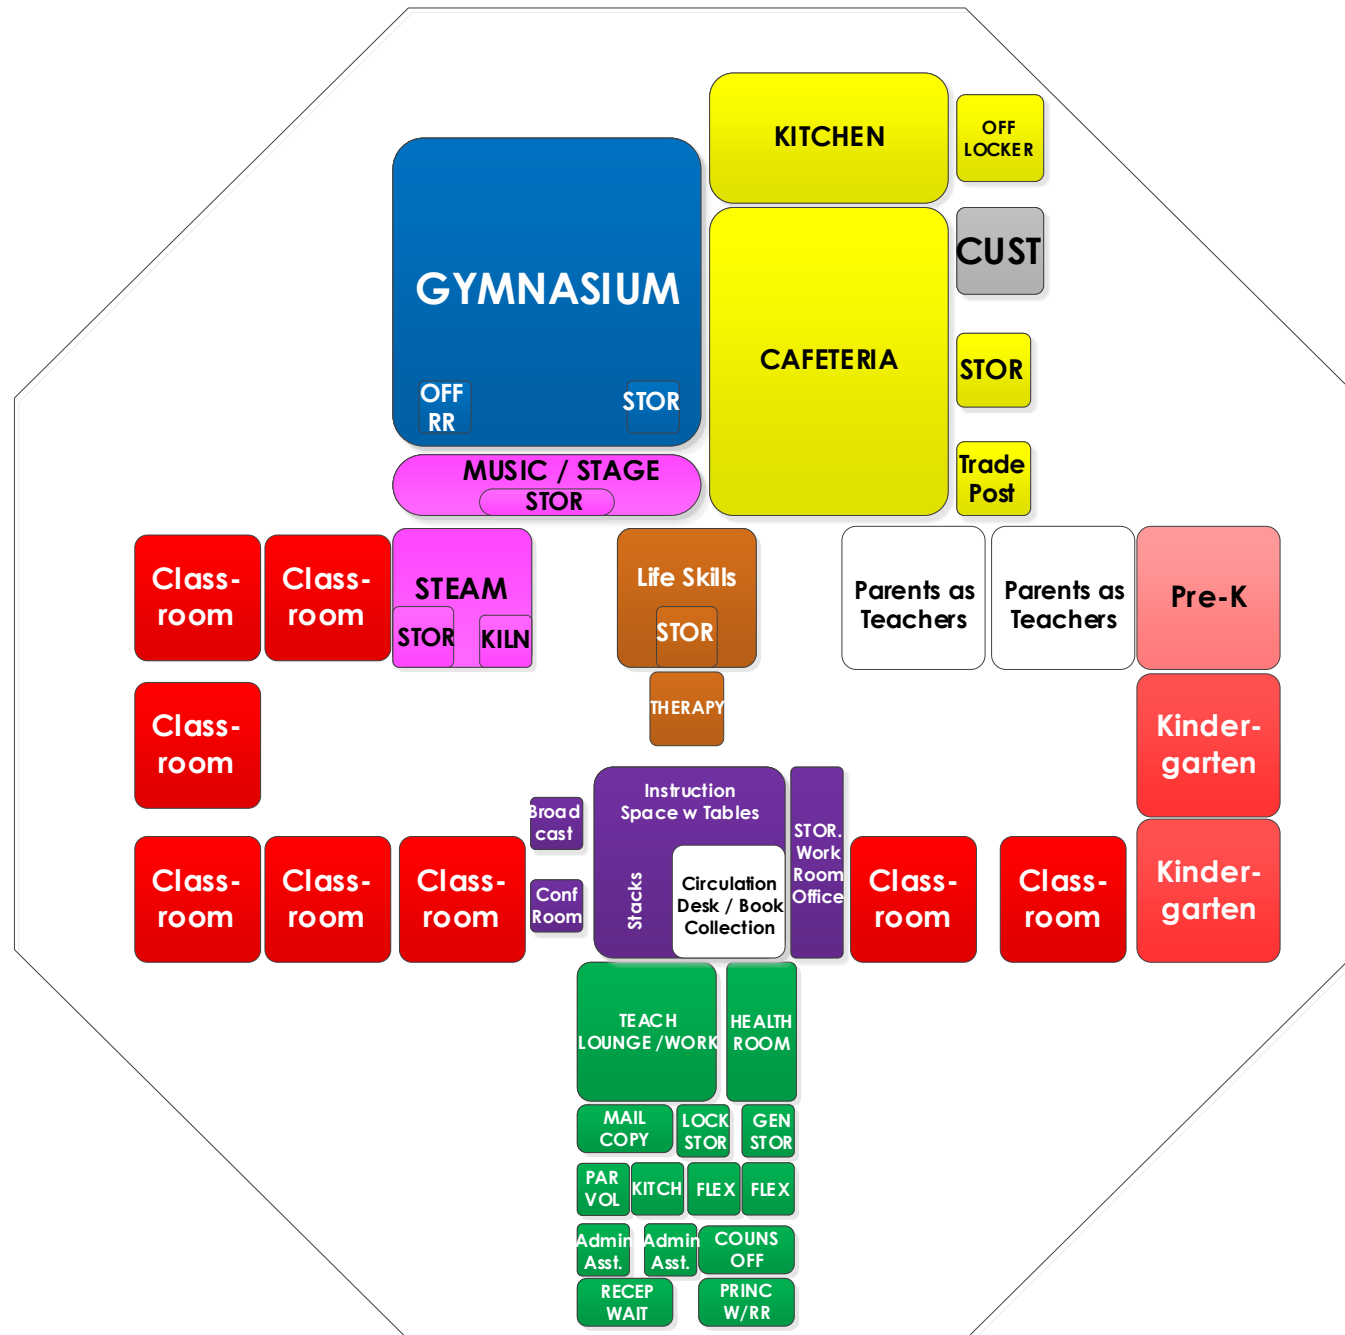 KITCHEN
OFF
LOCKER
GYMNASIUM
CUST
CAFETERIA
STOR
OFF
RR
STOR
MUSIC / STAGE
STOR
Trade
Post
Class-
room
Class-
room
STEAM
STOR
KILN
Life Skills
STOR
Parents as
Teachers
Parents as
Teachers
Pre-K
THERAPY
Class-
room
Kinder-
garten
Instruction
Space w Tables
Stacks
Circulation
Desk / Book
Collection
Broad
cast
Conf
Room
STOR.
Work
Room
Office
Class-
room
Class-
room
Class-
room
Class-
room
Class-
room
Kinder-
garten
TEACH
LOUNGE /WORK
HEALTH
ROOM
MAIL
COPY
LOCK
STOR
GEN
STOR
PAR
VOL
KITCH
FLEX
FLEX
Admin
Asst.
Admin
Asst.
COUNS
OFF
RECEP
WAIT
PRINC
W/RR